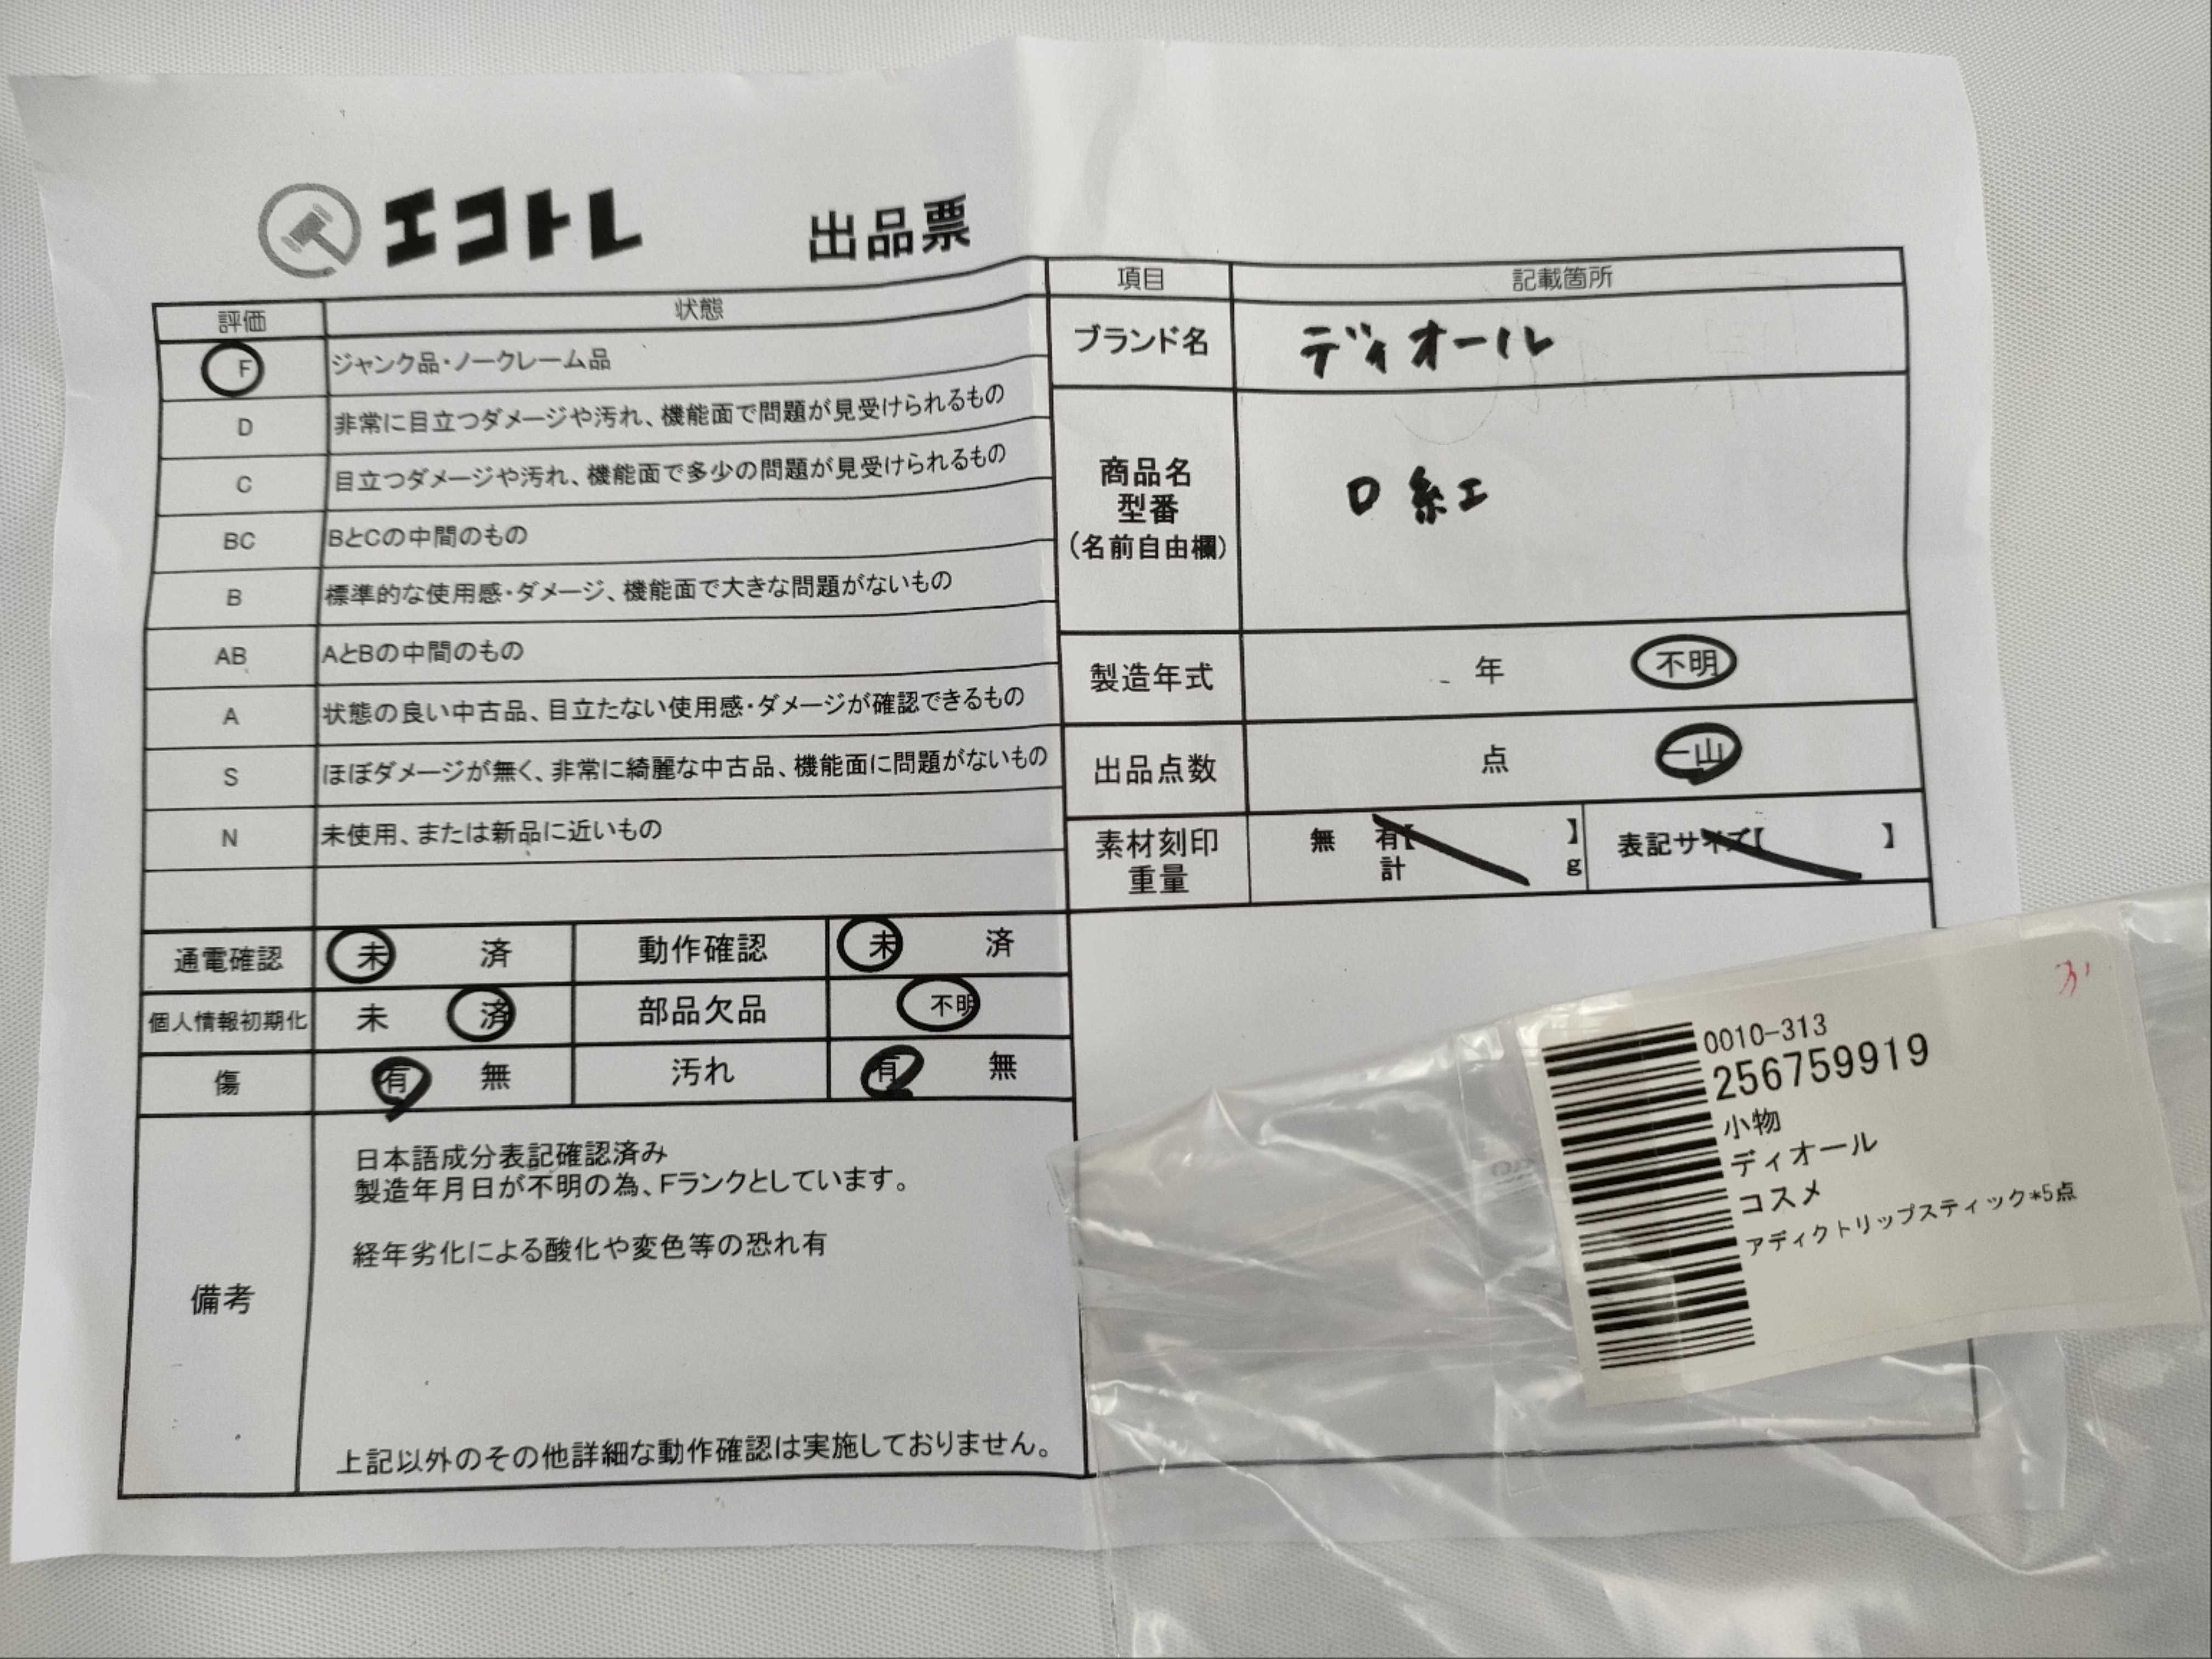 エコトレ 出品票
評価 状態
F ジャンク品・ノークレーム品
D 非常に目立つダメージや汚れ、機能面で問題が見受けられるもの
C 目立つダメージや汚れ、機能面で多少の問題が見受けられるもの
BC BとCの中間のもの
B 標準的な使用感・ダメージ、機能面で大きな問題がないもの
AB AとBの中間のもの
A 状態の良い中古品、目立たない使用感・ダメージが確認できるもの
S ほぼダメージが無く、非常に綺麗な中古品、機能面に問題がないもの
N 未使用、または新品に近いもの
通電確認 未 済 動作確認 未 済
個人情報初期化 未 済 部品欠品 不明
傷 有 無 汚れ 有 無
備考
日本語成分表記確認済み
製造年月日が不明の為、Fランクとしています。
経年劣化による酸化や変色等の恐れ有
上記以外のその他詳細な動作確認は実施しておりません。
項目 記載箇所
ブランド名 ディオール
商品名
型番
(名前自由欄)
口紅
製造年式 年 不明
出品点数 点 一山
素材刻印 無 有【 】 表記サイズ【 】
重量 計 g
0010-313
256759919
小物
ディオール
コスメ
アディクトリップスティック*5点